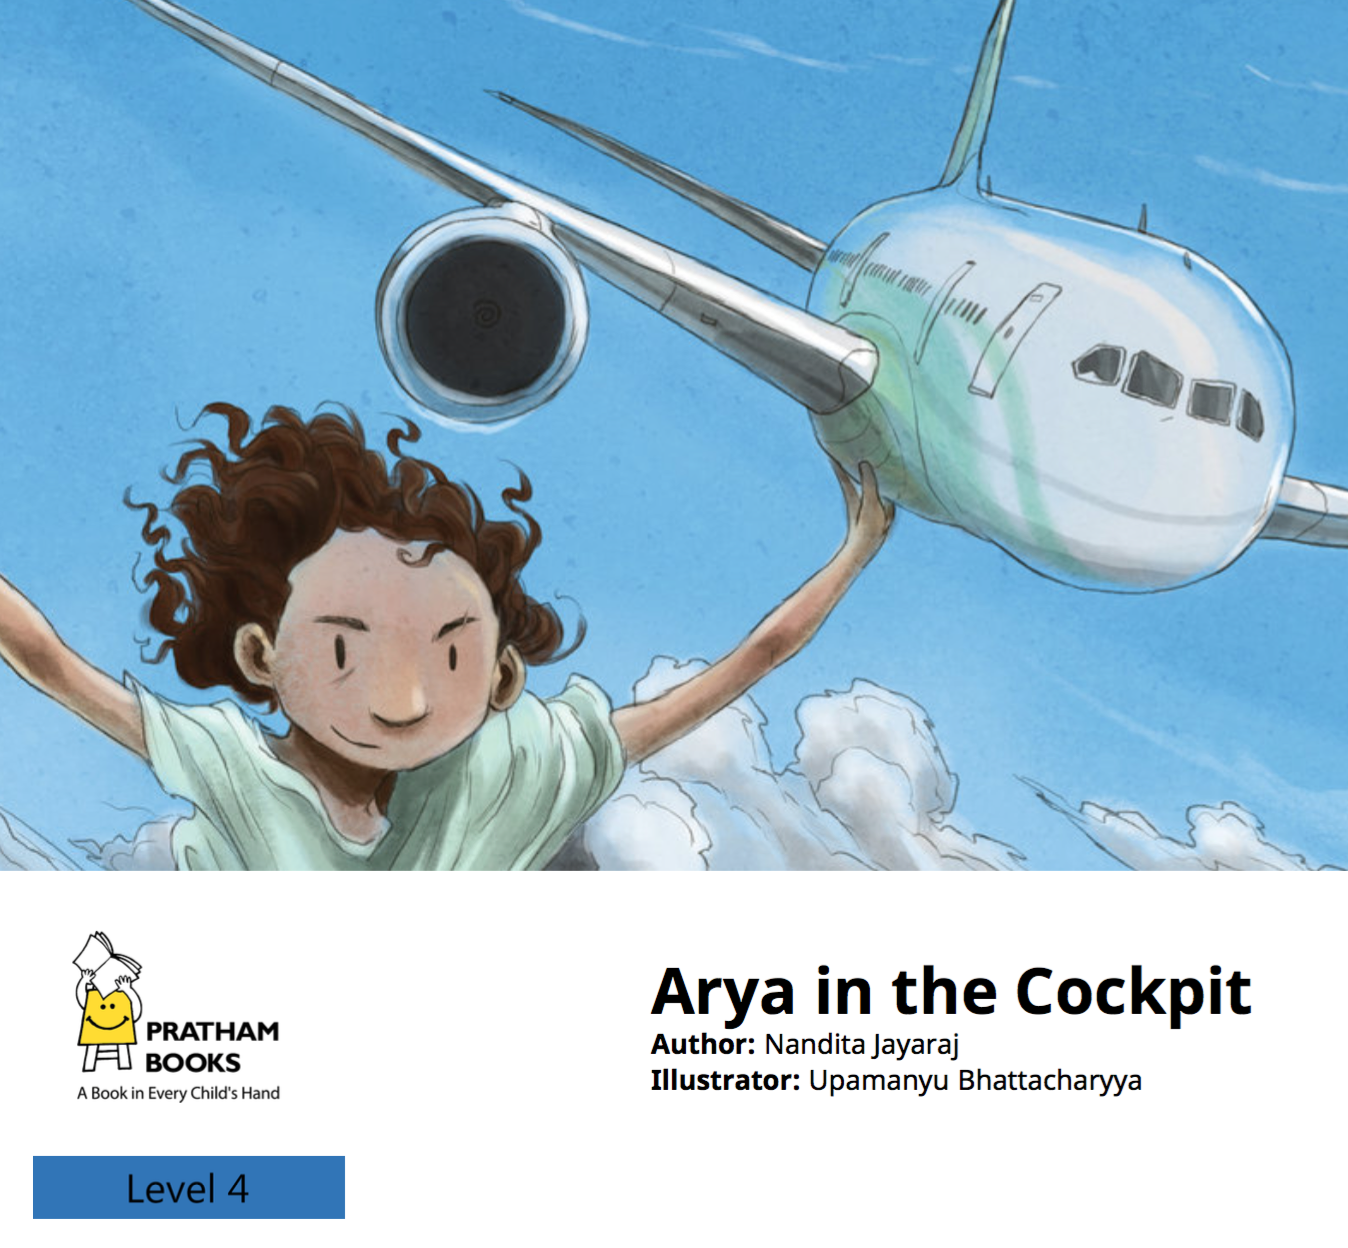 PRATHAM
BOOKS
A Book in Every Child's Hand
Arya in the Cockpit
Author: Nandita Jayaraj
Illustrator: Upamanyu Bhattacharyya
Level 4